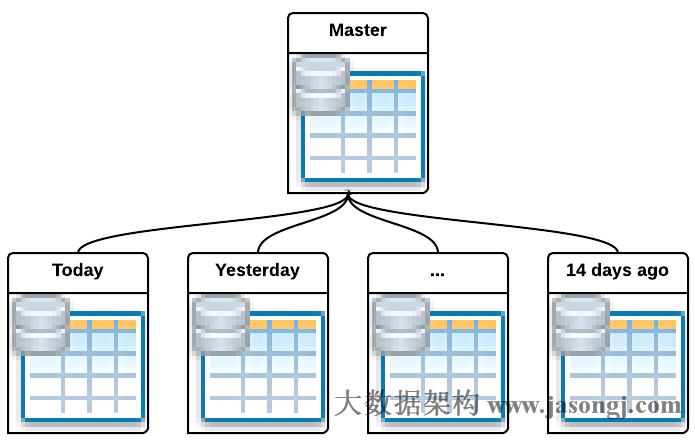 Master
Today
Yesterday
...
14 days ago
大数据架构 www.jasongj.com